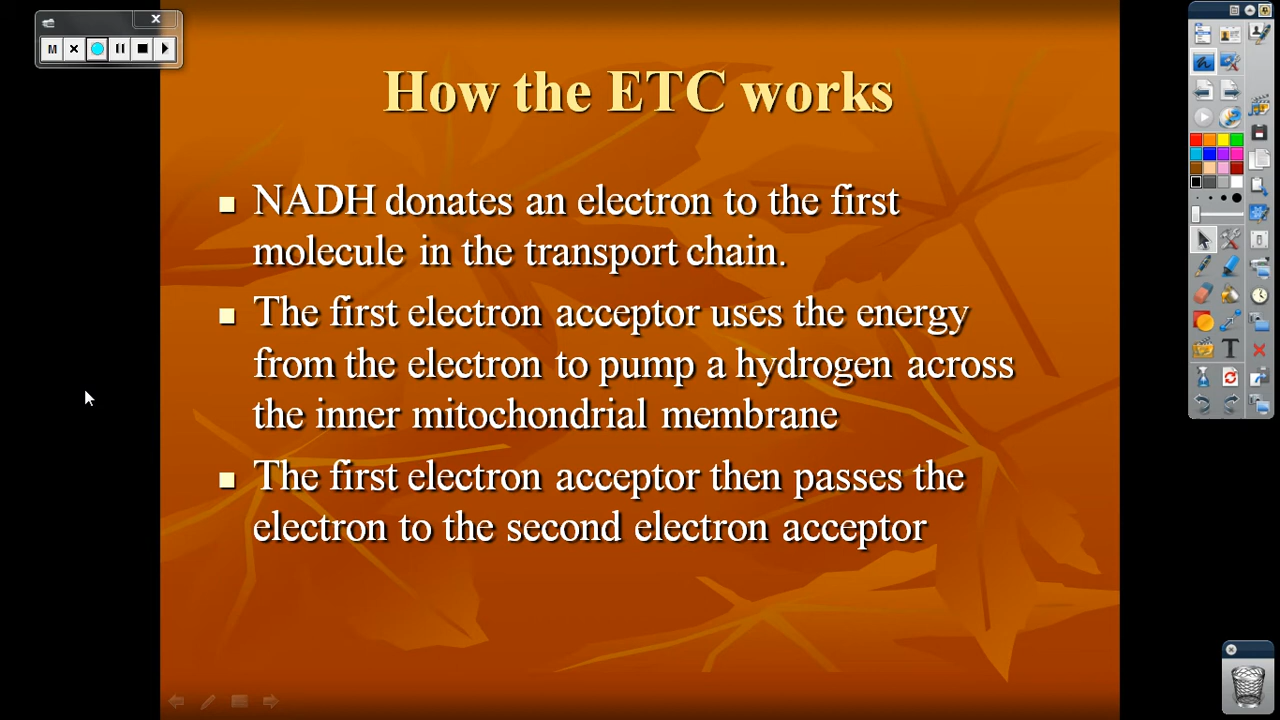 M
How the ETC works
NADH donates an electron to the first
molecule in the transport chain.
The first electron acceptor uses the energy
from the electron to pump a hydrogen across
the inner mitochondrial membrane
The first electron acceptor then passes the
electron to the second electron acceptor
T